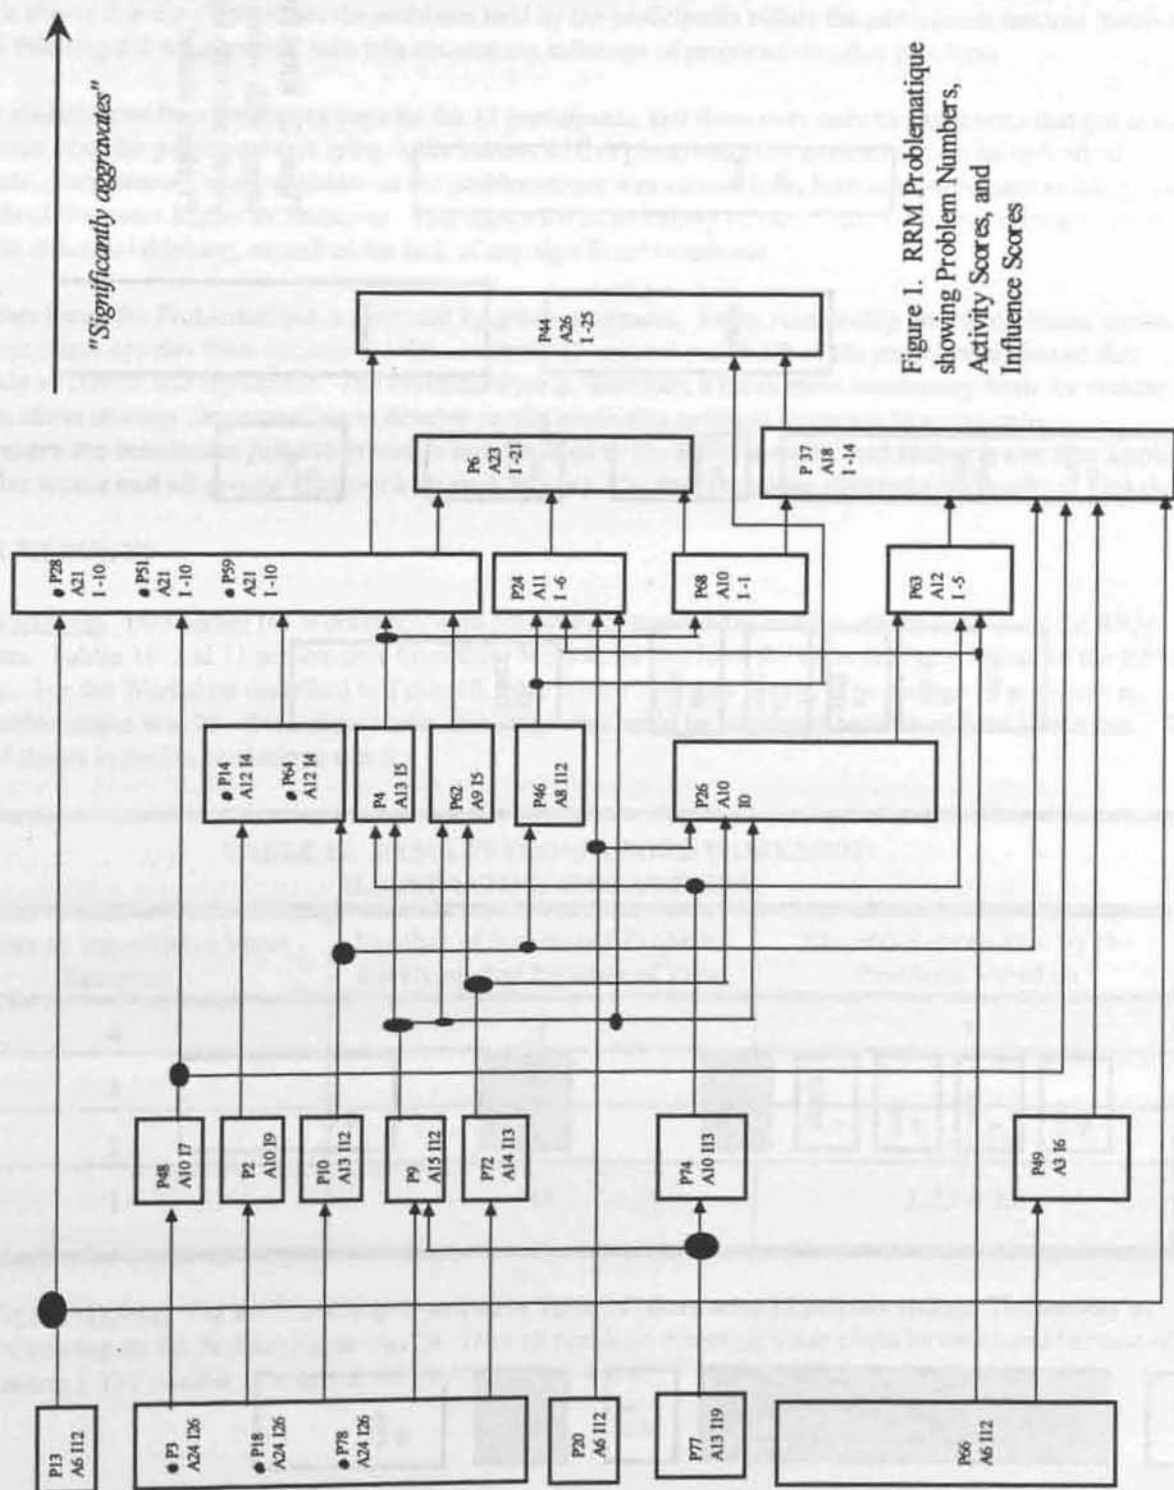 "Significantly aggravates"
P13
A6 I12
● P3
A24 I26
● P18
A24 I26
● P78
A24 I26
P20
A6 I12
P77
A13 I19
P66
A6 I12
P48
A10 I7
P2
A10 I9
P10
A13 I12
P9
A15 I12
P72
A14 I13
P74
A10 I13
P49
A3 I6
● P14
A12 I4
● P64
A12 I4
P4
A13 I5
P62
A9 I5
P46
A8 I12
P26
A10
I0
● P28
A21
I -10
● P51
A21
I -10
● P59
A21
I -10
P24
A11
I -6
P68
A10
I -1
P63
A12
I -5
P6
A23
I -21
P 37
A18
I -14
P44
A26
I -25
Figure 1. RRM Problematique
showing Problem Numbers,
Activity Scores, and
Influence Scores